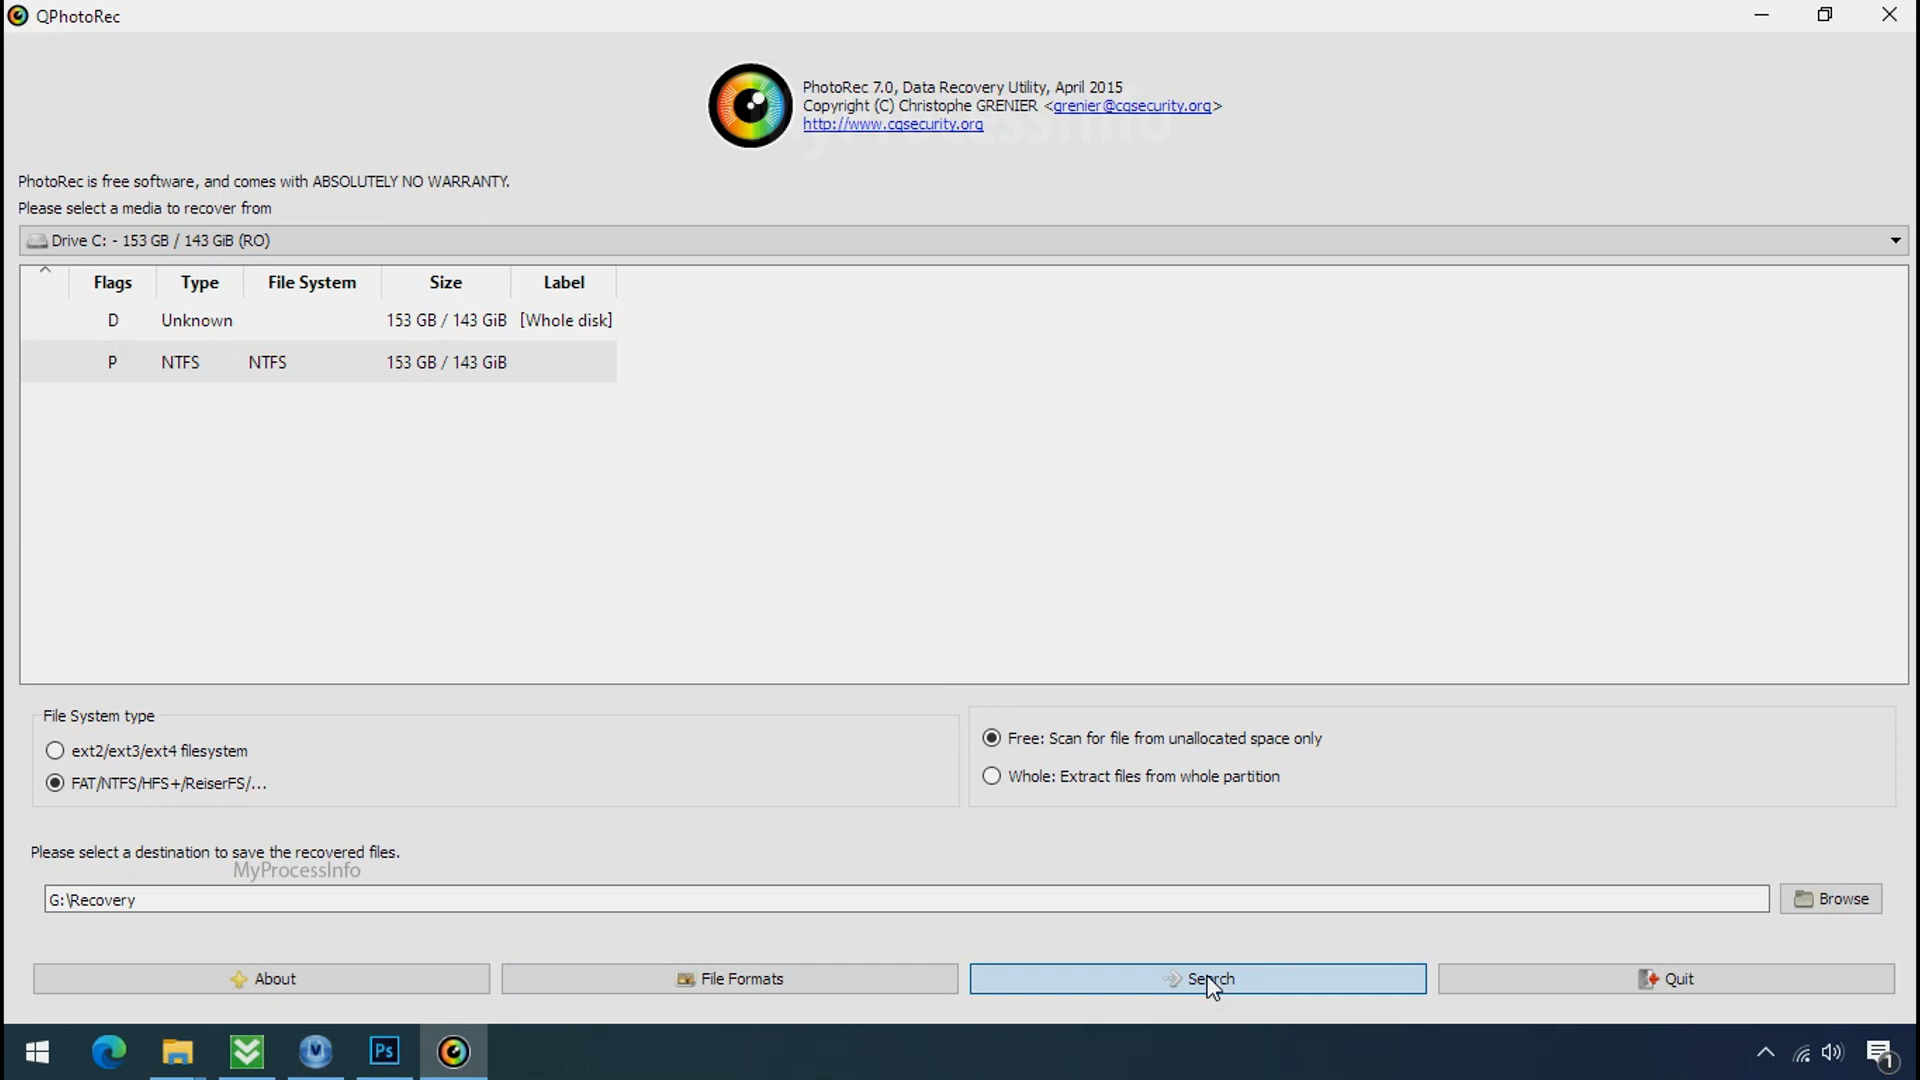 QPhotoRec
PhotoRec 7.0, Data Recovery Utility, April 2015
Copyright (C) Christophe GRENIER <grenier@cgsecurity.org>
http://www.cgsecurity.org
PhotoRec is free software, and comes with ABSOLUTELY NO WARRANTY.
Please select a media to recover from
Drive C: - 153 GB / 143 GiB (RO)
Flags Type File System Size Label
D Unknown 153 GB / 143 GiB [Whole disk]
P NTFS NTFS 153 GB / 143 GiB
File System type
ext2/ext3/ext4 filesystem
FAT/NTFS/HFS+/ReiserFS/...
Free: Scan for file from unallocated space only
Whole: Extract files from whole partition
Please select a destination to save the recovered files.
MyProcessInfo
G:\Recovery
Browse
About File Formats Search Quit
Ps
1